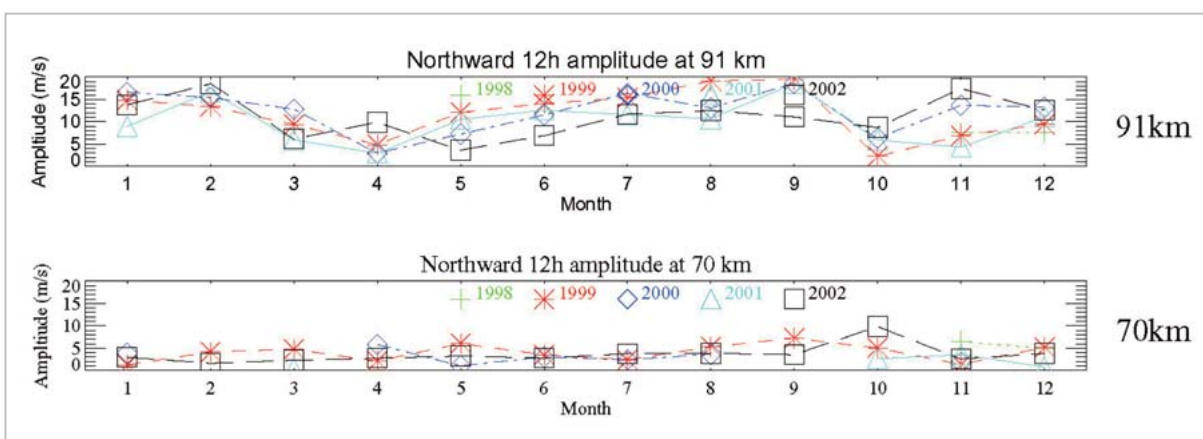 Northward 12h amplitude at 91 km
Amplitude (m/s)
20
15
10
5
0
1998 1999 2000 2001 2002
1 2 3 4 5 6 7 8 9 10 11 12
Month
91km
Northward 12h amplitude at 70 km
Amplitude (m/s)
20
15
10
5
0
1998 1999 2000 2001 2002
1 2 3 4 5 6 7 8 9 10 11 12
Month
70km